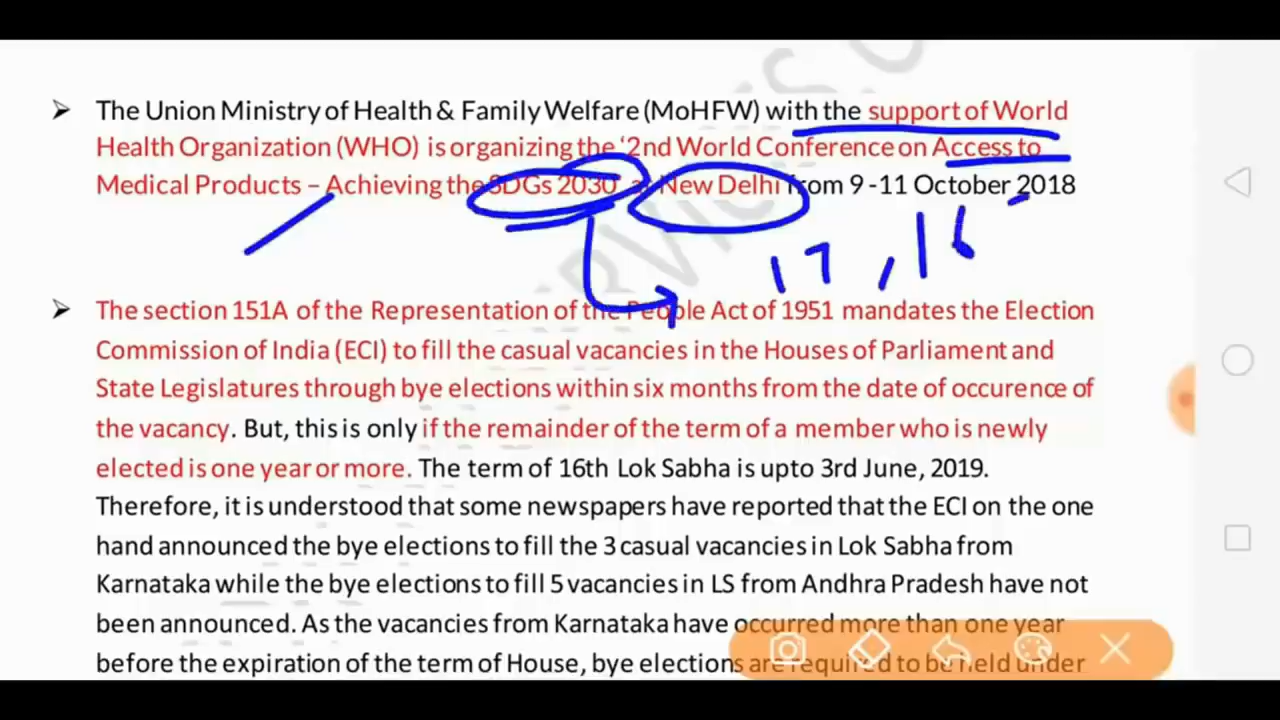 The Union Ministry of Health & Family Welfare (MoHFW) with the support of World
Health Organization (WHO) is organizing the ‘2nd World Conference on Access to
Medical Products – Achieving the SDGs 2030’ at New Delhi from 9 -11 October 2018
17, 16
The section 151A of the Representation of the People Act of 1951 mandates the Election
Commission of India (ECI) to fill the casual vacancies in the Houses of Parliament and
State Legislatures through bye elections within six months from the date of occurence of
the vacancy. But, this is only if the remainder of the term of a member who is newly
elected is one year or more. The term of 16th Lok Sabha is upto 3rd June, 2019.
Therefore, it is understood that some newspapers have reported that the ECI on the one
hand announced the bye elections to fill the 3 casual vacancies in Lok Sabha from
Karnataka while the bye elections to fill 5 vacancies in LS from Andhra Pradesh have not
been announced. As the vacancies from Karnataka have occurred more than one year
before the expiration of the term of House, bye elections are required to be held under